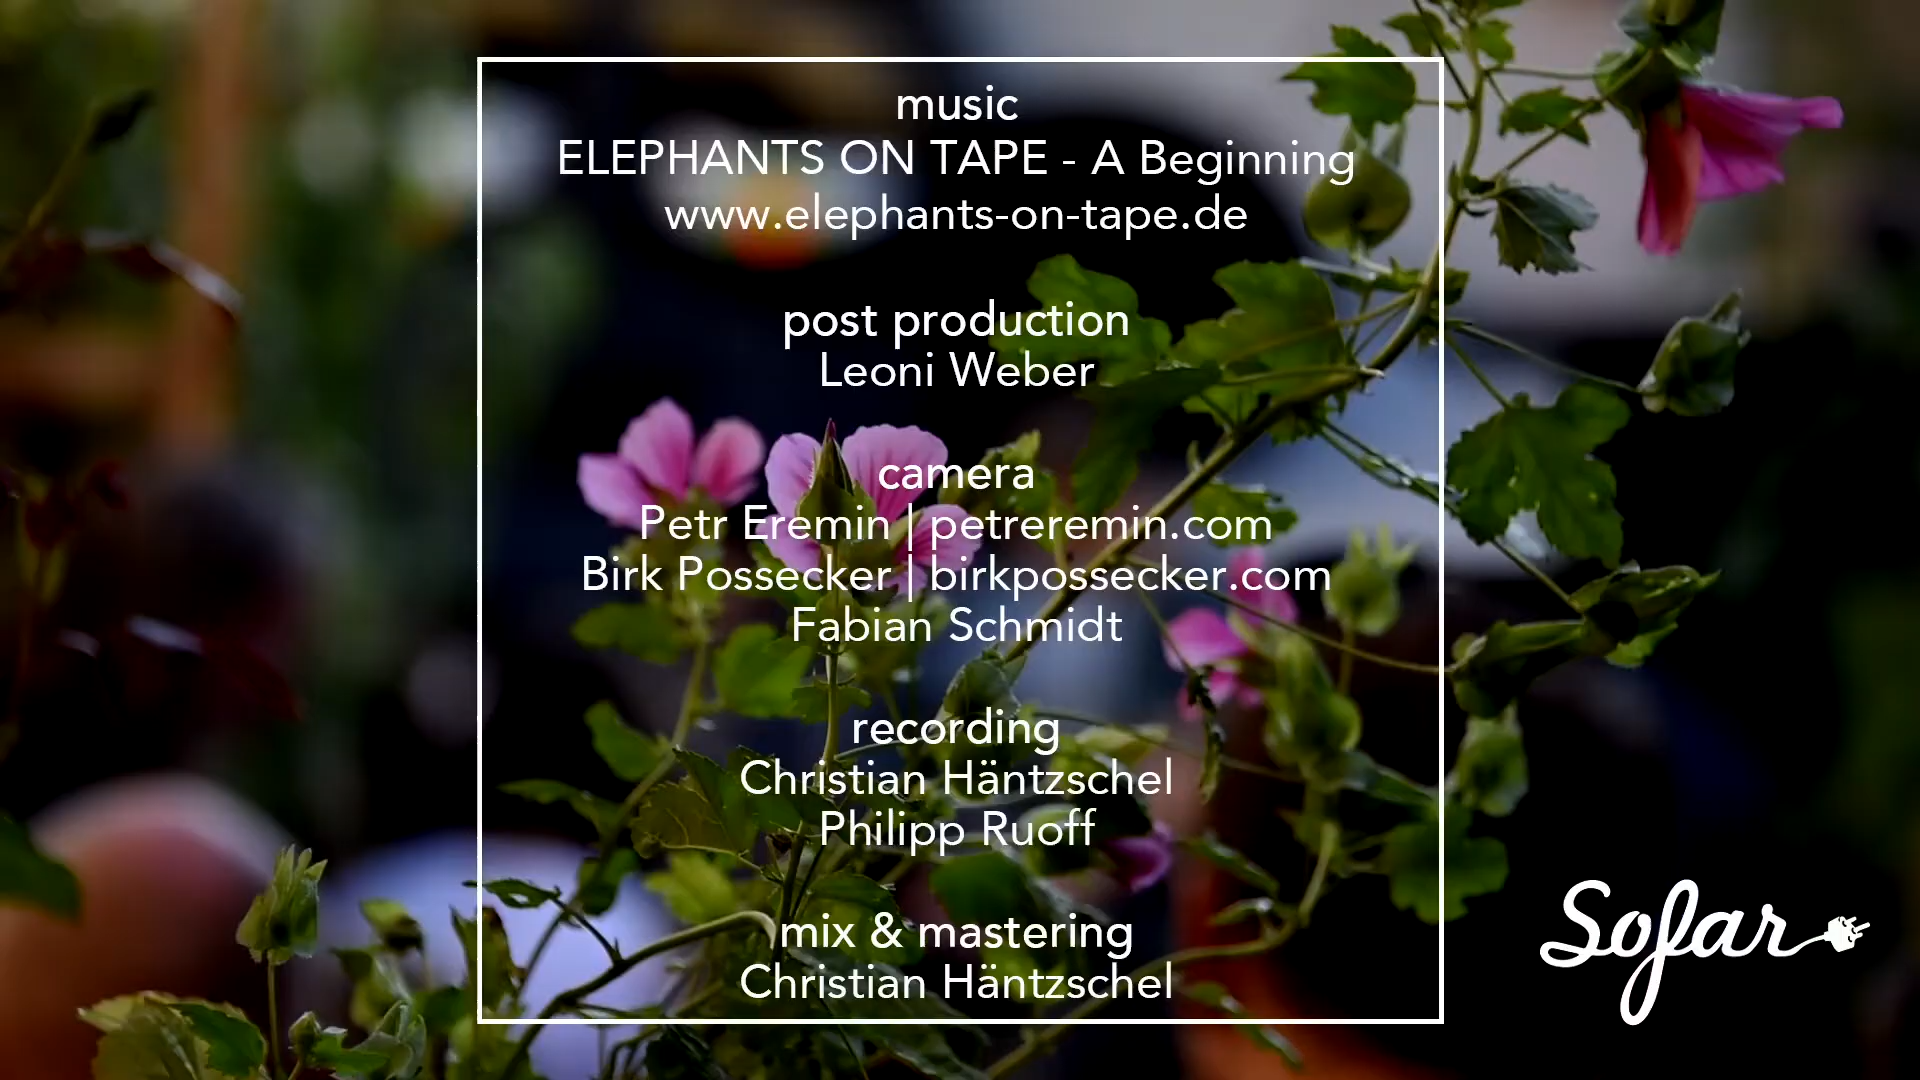 music
ELEPHANTS ON TAPE - A Beginning
www.elephants-on-tape.de
post production
Leoni Weber
camera
Petr Eremin | petreremin.com
Birk Possecker | birkpossecker.com
Fabian Schmidt
recording
Christian Häntzschel
Philipp Ruoff
mix & mastering
Christian Häntzschel
Sofar